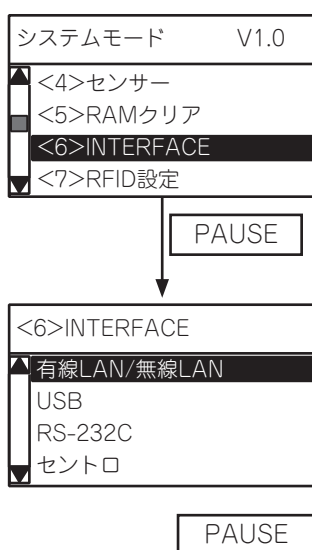 システムモード V1.0
<4>センサー
<5>RAMクリア
<6>INTERFACE
<7>RFID設定
PAUSE
<6>INTERFACE
有線LAN/無線LAN
USB
RS-232C
セントロ
PAUSE